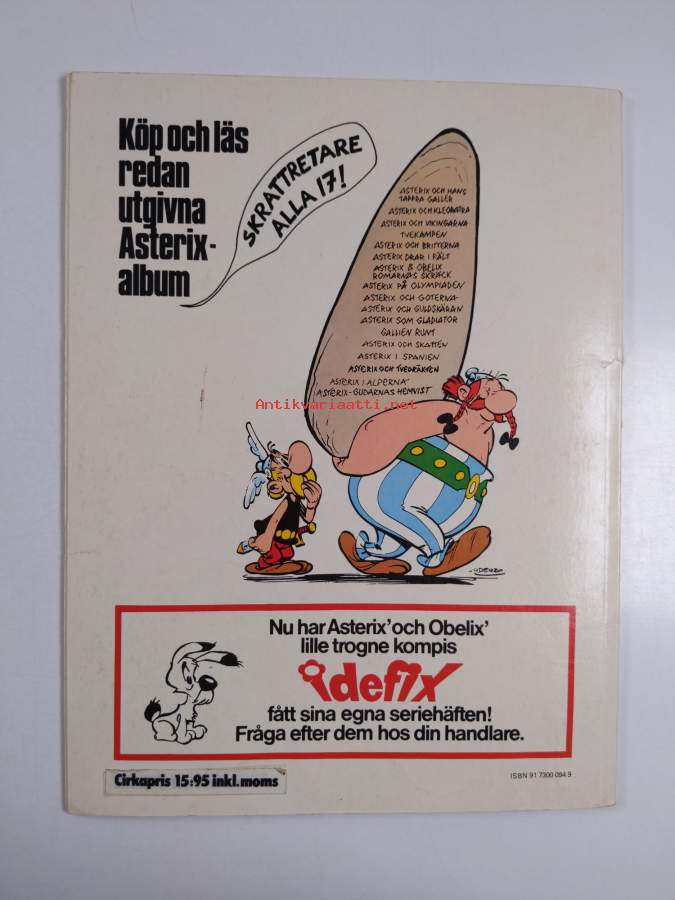 Köp och läs
redan
utgivna
Asterix-
album
SKRATTRETARE
ALLA 17!
ASTERIX OCH HANS
TAPPRA GALLER
ASTERIX OCH KLEOPATRA
ASTERIX OCH VIKINGARNA
TVEKAMPEN
ASTERIX OCH BRITTERNA
ASTERIX DRAR I FÄLT
ASTERIX & OBELIX
ROMARNAS SKRÄCK
ASTERIX PÅ OLYMPIADEN
ASTERIX OCH GOTERNA
ASTERIX OCH GULDSKÄRAN
ASTERIX SOM GLADIATOR
GALLIEN RUNT
ASTERIX OCH SKATTEN
ASTERIX I SPANIEN
ASTERIX OCH TVEDRÄKTEN
ASTERIX I ALPERNA
ASTERIX-GUDARNAS HEMVIST
Antikvariaatti.net
UDERZO
Nu har Asterix' och Obelix'
lille trogne kompis
idefix
fått sina egna seriehäften!
Fråga efter dem hos din handlare.
Cirkapris 15:95 inkl. moms
ISBN 91 7300 094 9